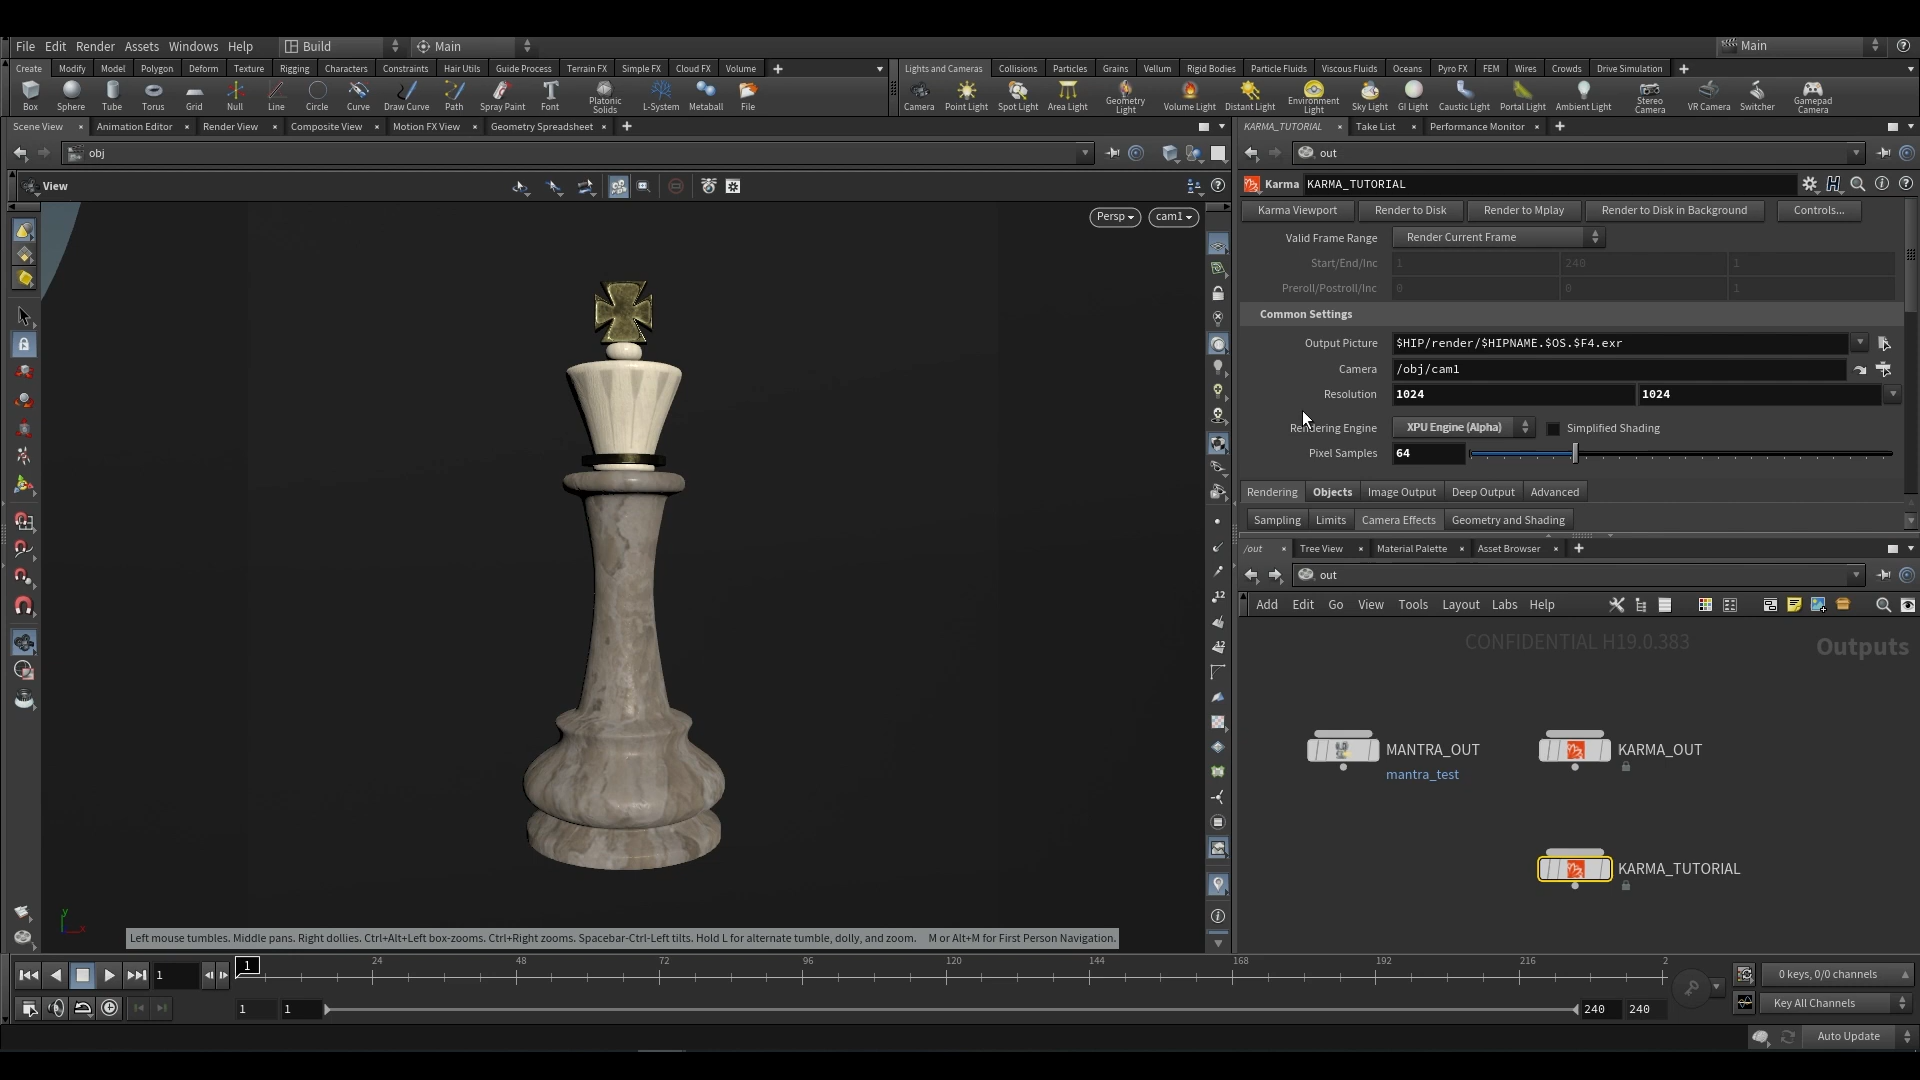 File Edit Render Assets Windows Help Build Main Main
Create Modify Model Polygon Deform Texture Rigging Characters Constraints Hair Utils Guide Process Terrain FX Simple FX Cloud FX Volume
Lights and Cameras Collisions Particles Grains Vellum Rigid Bodies Particle Fluids Viscous Fluids Oceans Pyro FX FEM Wires Crowds Drive Simulation
Box Sphere Tube Torus Grid Null Line Circle Curve Draw Curve Path Spray Paint Font Platonic Solids L-System Metaball File
Camera Point Light Spot Light Area Light Geometry Light Volume Light Distant Light Environment Light Sky Light GI Light Caustic Light Portal Light Ambient Light Stereo Camera VR Camera Switcher Gamepad Camera
Scene View Animation Editor Render View Composite View Motion FX View Geometry Spreadsheet
obj
View
Persp cam1
KARMA_TUTORIAL Take List Performance Monitor
out
Karma KARMA_TUTORIAL
Karma Viewport Render to Disk Render to Mplay Render to Disk in Background Controls...
Valid Frame Range Render Current Frame
Start/End/Inc 1 240 1
Preroll/Postroll/Inc 0 0 1
Common Settings
Output Picture $HIP/render/$HIPNAME.$OS.$F4.exr
Camera /obj/cam1
Resolution 1024 1024
Rendering Engine XPU Engine (Alpha) Simplified Shading
Pixel Samples 64
Rendering Objects Image Output Deep Output Advanced
Sampling Limits Camera Effects Geometry and Shading
/out Tree View Material Palette Asset Browser
out
Add Edit Go View Tools Layout Labs Help
CONFIDENTIAL H19.0.383
Outputs
MANTRA_OUT
mantra_test
KARMA_OUT
KARMA_TUTORIAL
12
12
y
x
Left mouse tumbles. Middle pans. Right dollies. Ctrl+Alt+Left box-zooms. Ctrl+Right zooms. Spacebar-Ctrl-Left tilts. Hold L for alternate tumble, dolly, and zoom. M or Alt+M for First Person Navigation.
1 1 24 48 72 96 120 144 168 192 216 2
0 keys, 0/0 channels
1 1 240 240
Key All Channels
Auto Update